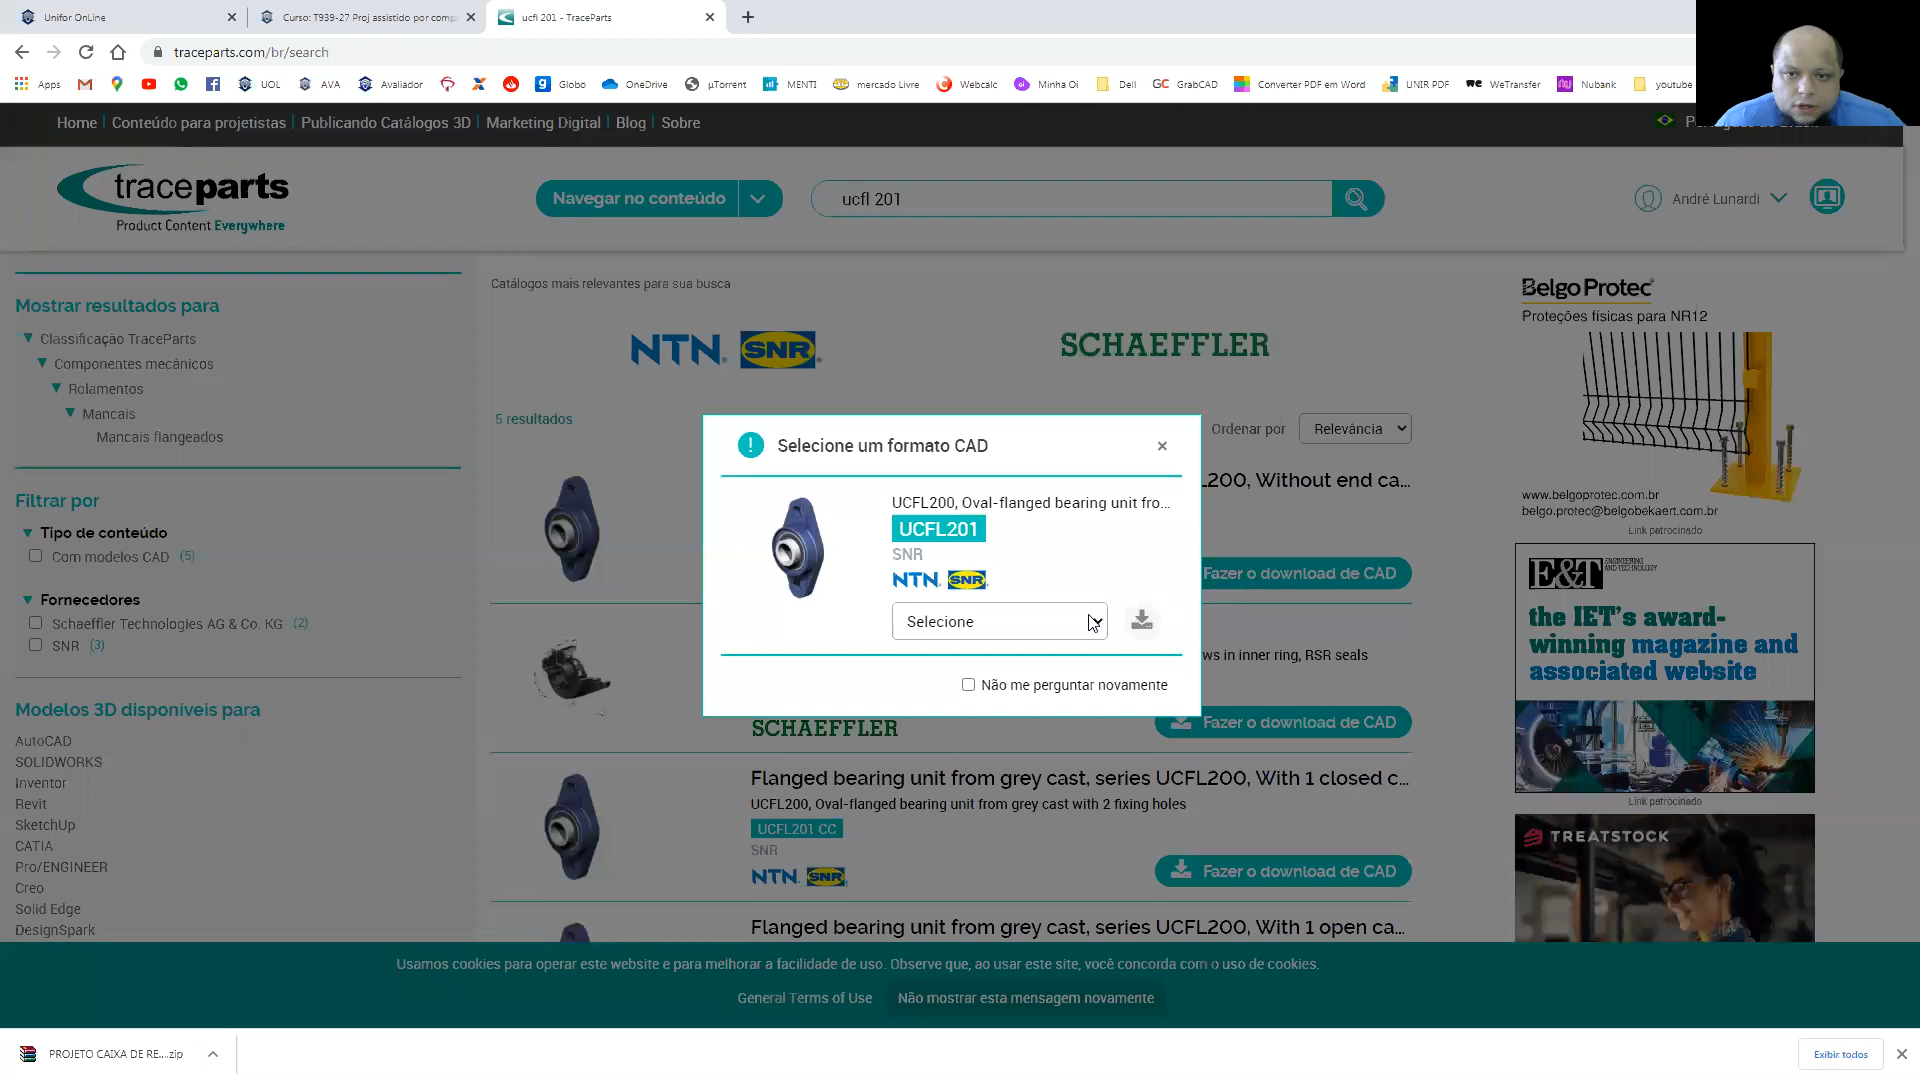 Unifor OnLine
Curso: T939-27 Proj assistido por comp
ucfl 201 - TraceParts
traceparts.com/br/search
Apps
UOL
AVA
Avaliador
Globo
OneDrive
µTorrent
MENTI
mercado Livre
Webcalc
Minha Oi
Dell
GC GrabCAD
Converter PDF em Word
UNIR PDF
We WeTransfer
Nubank
youtube
Home
Conteúdo para projetistas
Publicando Catálogos 3D
Marketing Digital
Blog
Sobre
traceparts
Product Content Everywhere
Navegar no conteúdo
ucfl 201
André Lunardi
Mostrar resultados para
Classificação TraceParts
Componentes mecânicos
Rolamentos
Mancais
Mancais flangeados
Filtrar por
Tipo de conteúdo
Com modelos CAD (5)
Fornecedores
Schaeffler Technologies AG & Co. KG (2)
SNR (3)
Modelos 3D disponíveis para
AutoCAD
SOLIDWORKS
Inventor
Revit
SketchUp
CATIA
Pro/ENGINEER
Creo
Solid Edge
DesignSpark
Catálogos mais relevantes para sua busca
NTN SNR
SCHAEFFLER
5 resultados
Ordenar por
Relevância
L200, Without end ca...
Fazer o download de CAD
ws in inner ring, RSR seals
SCHAEFFLER
Fazer o download de CAD
Flanged bearing unit from grey cast, series UCFL200, With 1 closed c...
UCFL200, Oval-flanged bearing unit from grey cast with 2 fixing holes
UCFL201 CC
SNR
NTN SNR
Fazer o download de CAD
Flanged bearing unit from grey cast, series UCFL200, With 1 open ca...
! Selecione um formato CAD ×
UCFL200, Oval-flanged bearing unit fro...
UCFL201
SNR
NTN SNR
Selecione
Não me perguntar novamente
Belgo Protec
Proteções físicas para NR12
www.belgoprotec.com.br
belgo.protec@belgobekaert.com.br
Link patrocinado
E&T ENGINEERING AND TECHNOLOGY
the IET's award-
winning magazine and
associated website
Link patrocinado
TREATSTOCK
Usamos cookies para operar este website e para melhorar a facilidade de uso. Observe que, ao usar este site, você concorda com o uso de cookies.
General Terms of Use
Não mostrar esta mensagem novamente
PROJETO CAIXA DE RE....zip
Exibir todos